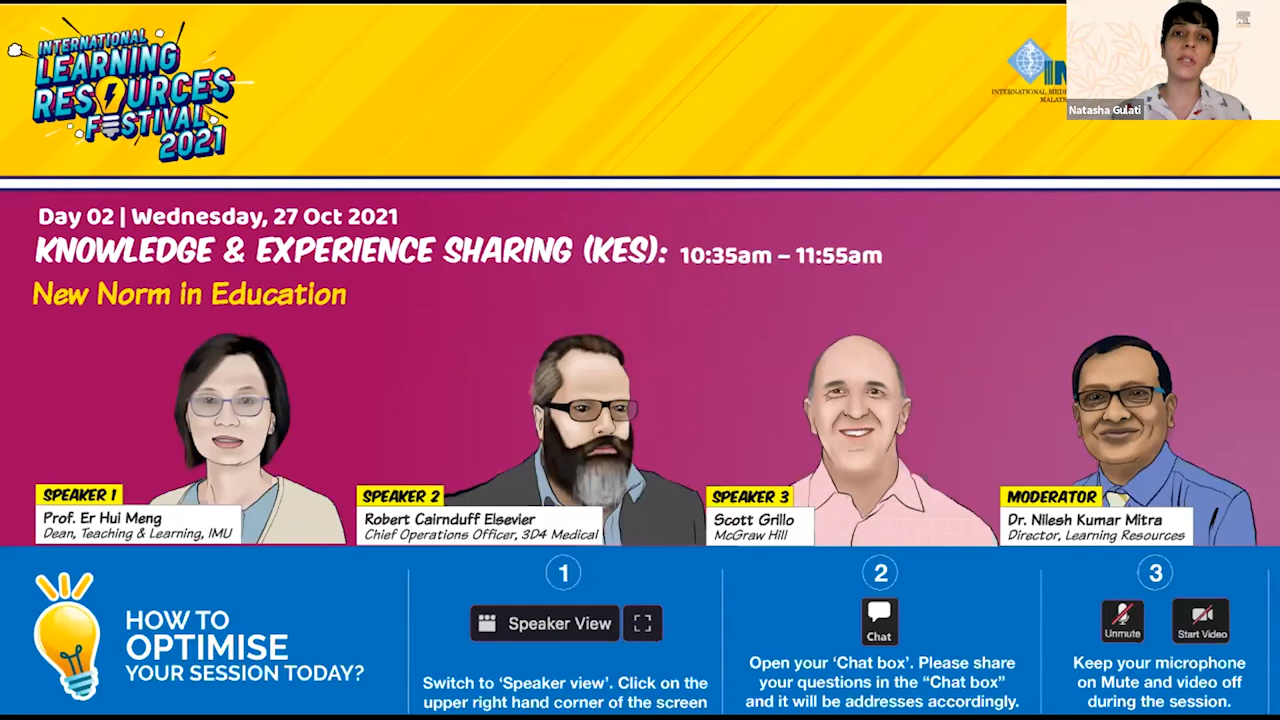 INTERNATIONAL
LEARNING
RESOURCES
FESTIVAL
2021
INTERNATIONAL
MALAY
Natasha Gulati
Day 02 | Wednesday, 27 Oct 2021
KNOWLEDGE & EXPERIENCE SHARING (KES): 10:35am – 11:55am
New Norm in Education
SPEAKER 1
Prof. Er Hui Meng
Dean, Teaching & Learning, IMU
SPEAKER 2
Robert Cairnduff Elsevier
Chief Operations Officer, 3D4 Medical
SPEAKER 3
Scott Grillo
McGraw Hill
MODERATOR
Dr. Nilesh Kumar Mitra
Director, Learning Resources
HOW TO
OPTIMISE
YOUR SESSION TODAY?
1
Speaker View
Switch to ‘Speaker view’. Click on the
upper right hand corner of the screen
2
Chat
Open your ‘Chat box’. Please share
your questions in the “Chat box”
and it will be addresses accordingly.
3
Unmute
Start Video
Keep your microphone
on Mute and video off
during the session.